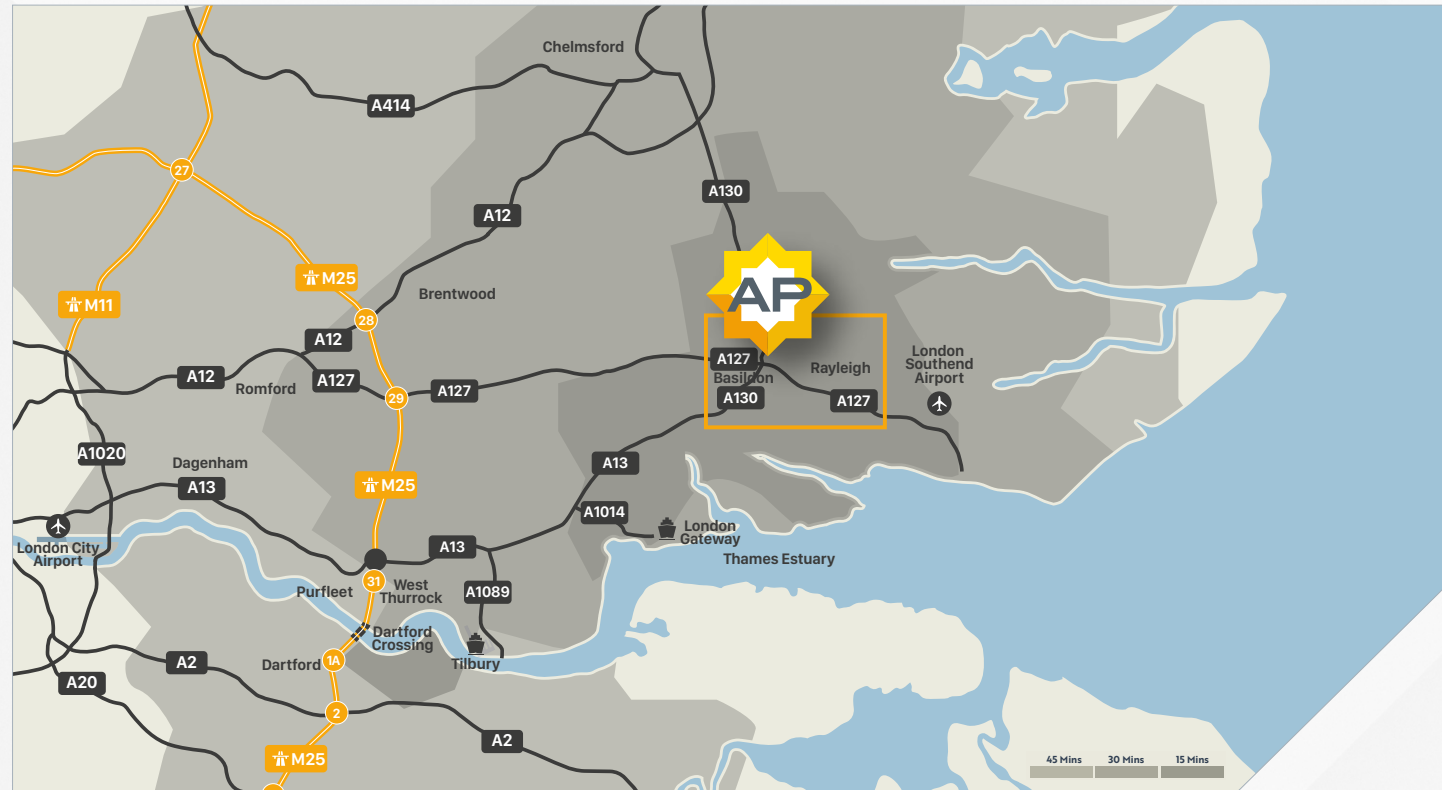 Chelmsford
A414
27
A130
A12
M25
M11
Brentwood
AP
28
A12
A127
Rayleigh
London
Southend
Airport
Basildon
A12
Romford
A127
29
A127
A130
A127
A1020
Dagenham
A13
A13
M25
A1014
London
Gateway
London City
Airport
A13
Thames Estuary
31
West
Thurrock
Purfleet
A1089
Dartford
Crossing
Dartford
1A
Tilbury
A2
A20
2
A2
M25
45 Mins
30 Mins
15 Mins